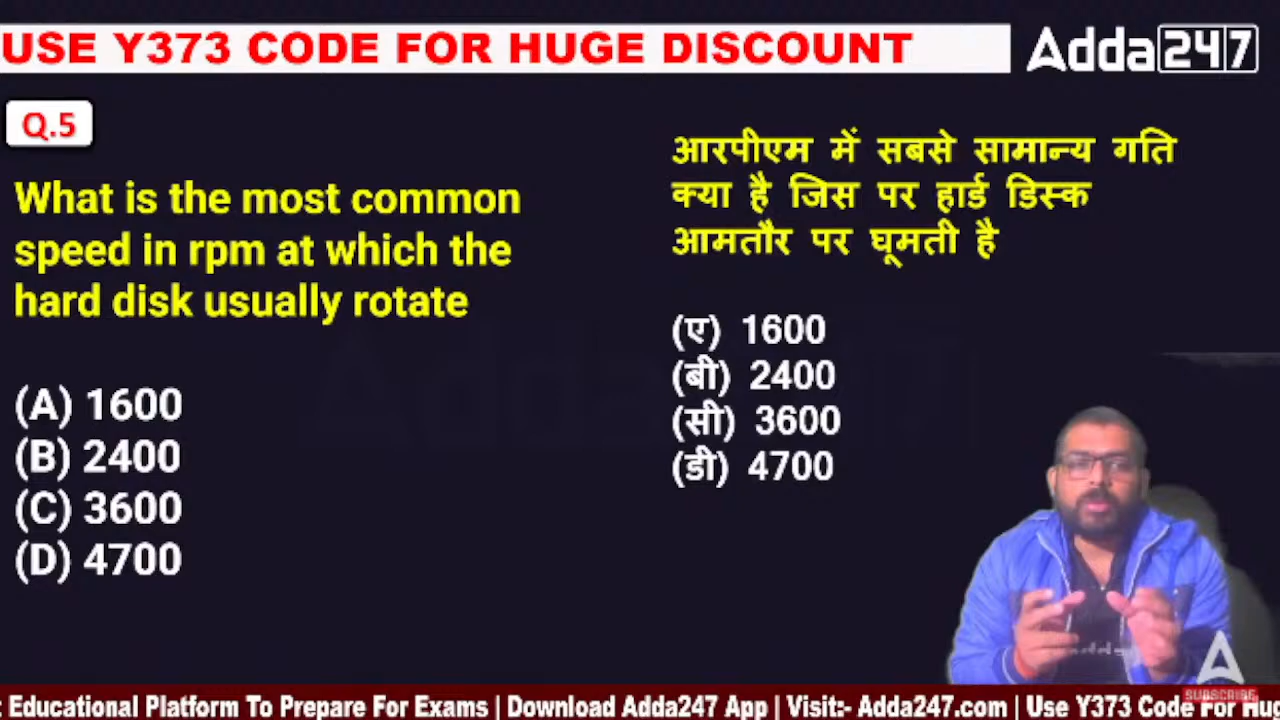 USE Y373 CODE FOR HUGE DISCOUNT
Adda247
Q.5
What is the most common
speed in rpm at which the
hard disk usually rotate
(A) 1600
(B) 2400
(C) 3600
(D) 4700
आरपीएम में सबसे सामान्य गति
क्या है जिस पर हार्ड डिस्क
आमतौर पर घूमती है
(ए) 1600
(बी) 2400
(सी) 3600
(डी) 4700
SUBSCRIBE
Educational Platform To Prepare For Exams | Download Adda247 App | Visit:- Adda247.com | Use Y373 Code For Hug